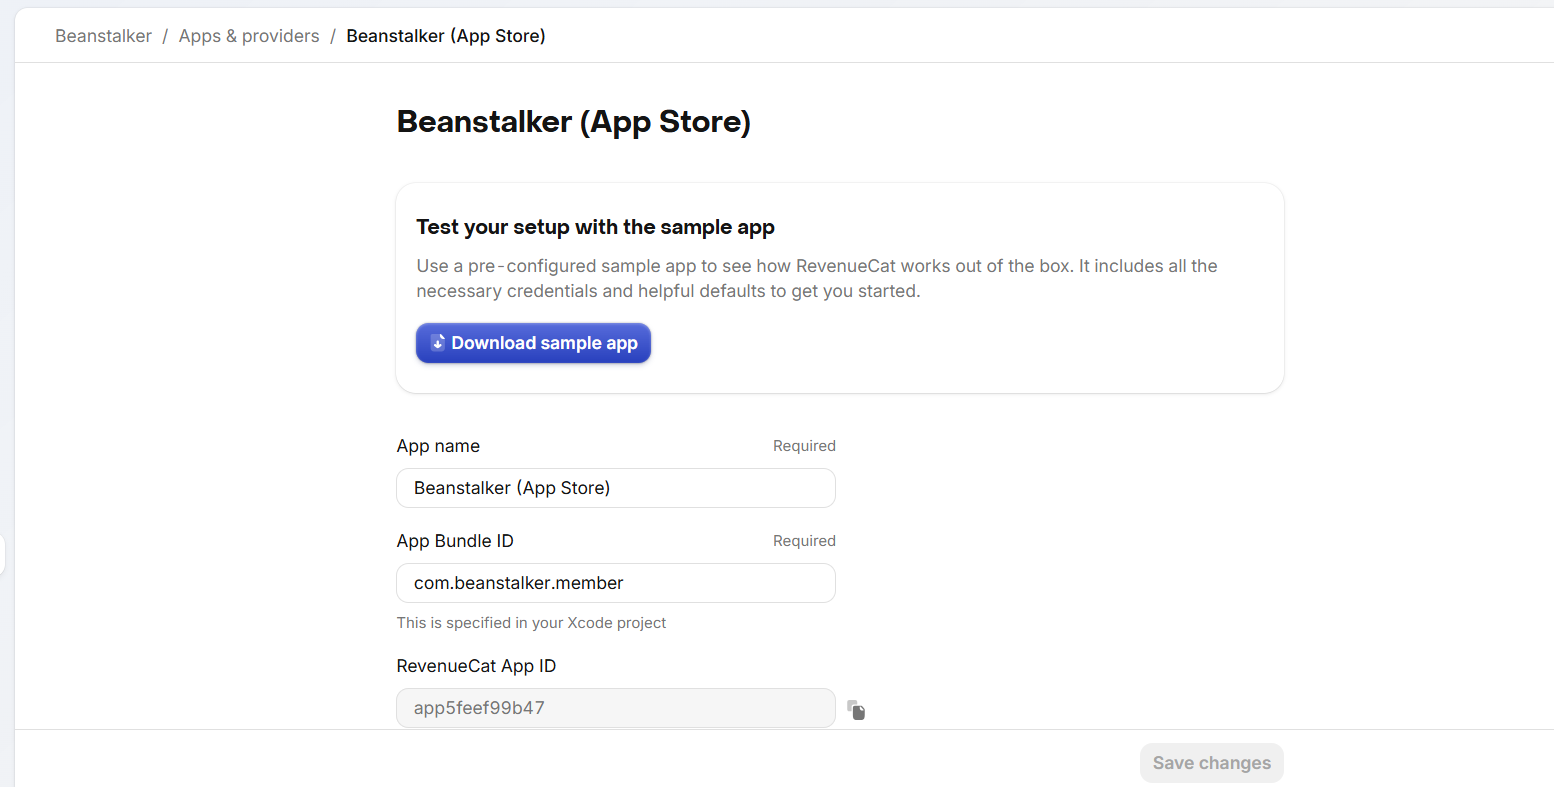 Beanstalker / Apps & providers / Beanstalker (App Store)
Beanstalker (App Store)
Test your setup with the sample app
Use a pre-configured sample app to see how RevenueCat works out of the box. It includes all the
necessary credentials and helpful defaults to get you started.
Download sample app
App name Required
Beanstalker (App Store)
App Bundle ID Required
com.beanstalker.member
This is specified in your Xcode project
RevenueCat App ID
app5feef99b47
Save changes